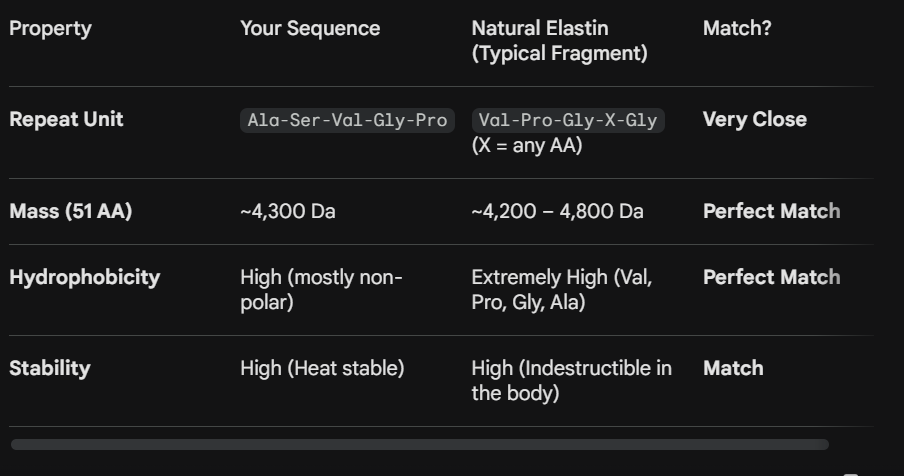 Property Your Sequence Natural Elastin Match?
(Typical Fragment)
Repeat Unit Ala-Ser-Val-Gly-Pro Val-Pro-Gly-X-Gly Very Close
(X = any AA)
Mass (51 AA) ~4,300 Da ~4,200 – 4,800 Da Perfect Match
Hydrophobicity High (mostly non- Extremely High (Val, Perfect Match
polar) Pro, Gly, Ala)
Stability High (Heat stable) High (Indestructible in Match
the body)